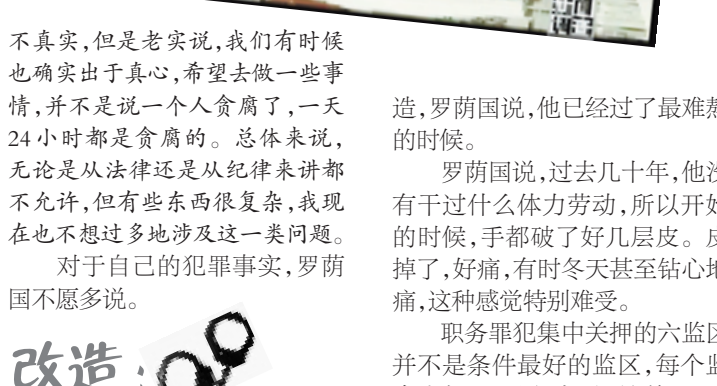 不真实,但是老实说,我们有时候
也确实出于真心,希望去做一些事
情,并不是说一个人贪腐了,一天
24小时都是贪腐的。总体来说,
无论是从法律还是从纪律来讲都
不允许,但有些东西很复杂,我现
在也不想过多地涉及这一类问题。
对于自己的犯罪事实,罗荫
国不愿多说。
改造:
造,罗荫国说,他已经过了最难熬
的时候。
罗荫国说,过去几十年,他没
有干过什么体力劳动,所以开始
的时候,手都破了好几层皮。皮
掉了,好痛,有时冬天甚至钻心地
痛,这种感觉特别难受。
职务罪犯集中关押的六监区
并不是条件最好的监区,每个监